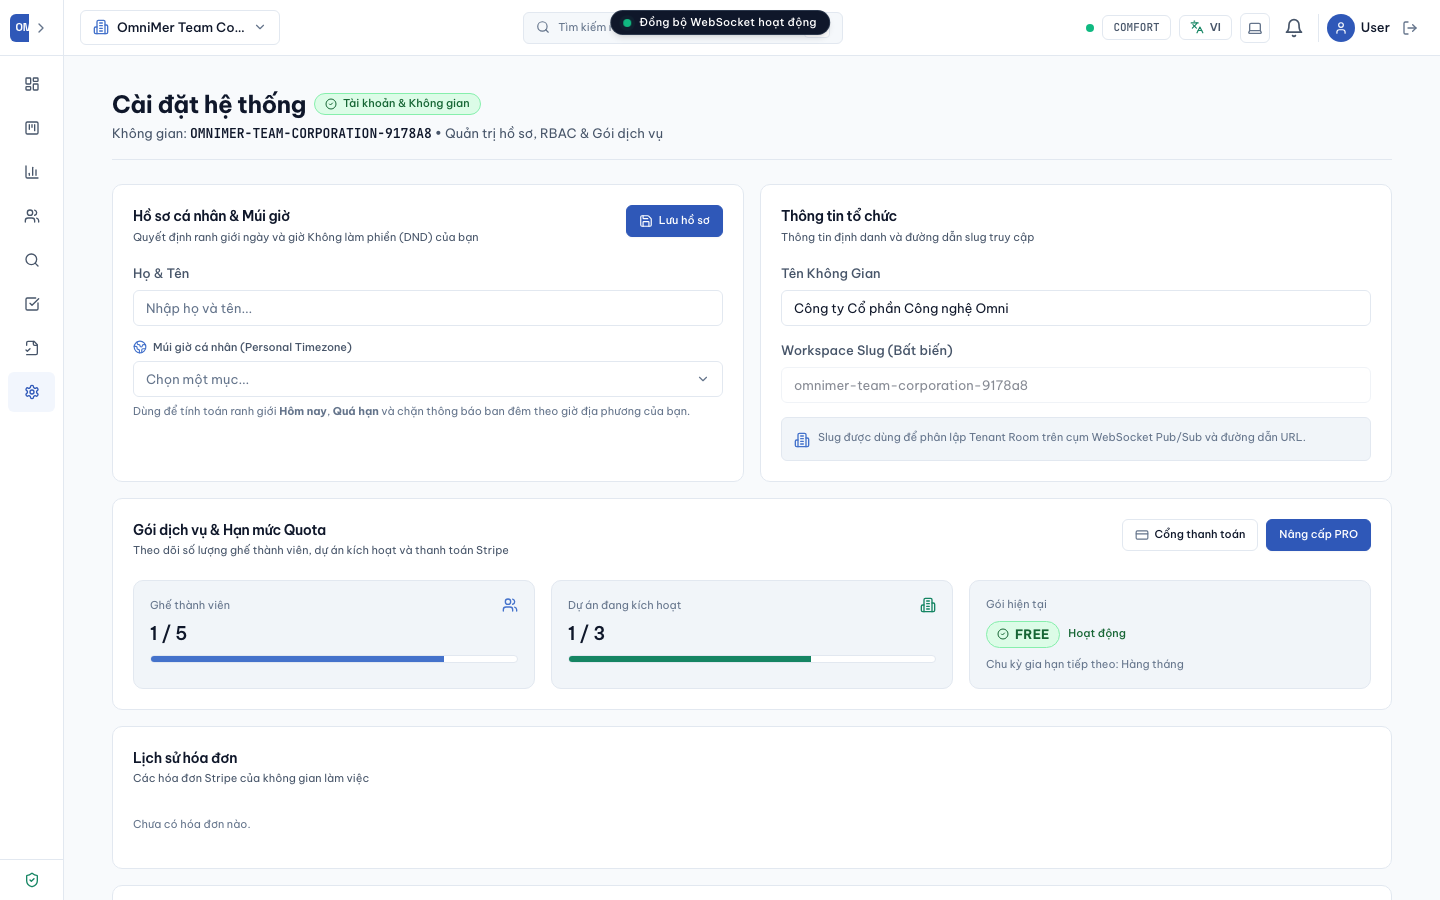 OM
OmniMer Team Co...
Tìm kiếm
Đồng bộ WebSocket hoạt động
COMFORT
VI
User
Cài đặt hệ thống
Tài khoản & Không gian
Không gian: OMNIMER-TEAM-CORPORATION-9178A8 • Quản trị hồ sơ, RBAC & Gói dịch vụ
Hồ sơ cá nhân & Múi giờ
Quyết định ranh giới ngày và giờ Không làm phiền (DND) của bạn
Lưu hồ sơ
Họ & Tên
Nhập họ và tên...
Múi giờ cá nhân (Personal Timezone)
Chọn một mục...
Dùng để tính toán ranh giới Hôm nay, Quá hạn và chặn thông báo ban đêm theo giờ địa phương của bạn.
Thông tin tổ chức
Thông tin định danh và đường dẫn slug truy cập
Tên Không Gian
Công ty Cổ phần Công nghệ Omni
Workspace Slug (Bất biến)
omnimer-team-corporation-9178a8
Slug được dùng để phân lập Tenant Room trên cụm WebSocket Pub/Sub và đường dẫn URL.
Gói dịch vụ & Hạn mức Quota
Theo dõi số lượng ghế thành viên, dự án kích hoạt và thanh toán Stripe
Cổng thanh toán
Nâng cấp PRO
Ghế thành viên
1 / 5
Dự án đang kích hoạt
1 / 3
Gói hiện tại
FREE
Hoạt động
Chu kỳ gia hạn tiếp theo: Hàng tháng
Lịch sử hóa đơn
Các hóa đơn Stripe của không gian làm việc
Chưa có hóa đơn nào.